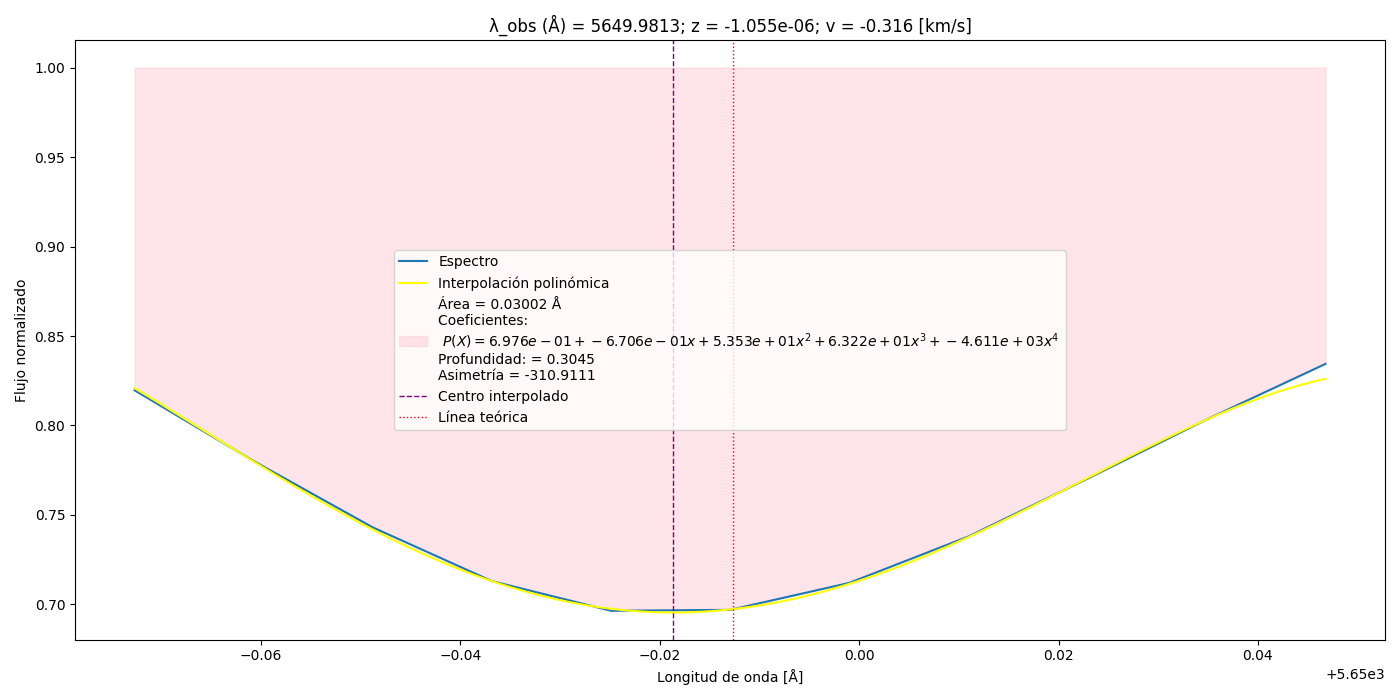 λ_obs (Å) = 5649.9813; z = -1.055e-06; v = -0.316 [km/s]
Flujo normalizado
1.00
0.95
0.90
0.85
0.80
0.75
0.70
Espectro
Interpolación polinómica
Área = 0.03002 Å
Coeficientes:
P(X) = 6.976e − 01 + −6.706e − 01x + 5.353e + 01x² + 6.322e + 01x³ + −4.611e + 03x⁴
Profundidad: = 0.3045
Asimetría = -310.9111
Centro interpolado
Línea teórica
−0.06 −0.04 −0.02 0.00 0.02 0.04
+5.65e3
Longitud de onda [Å]